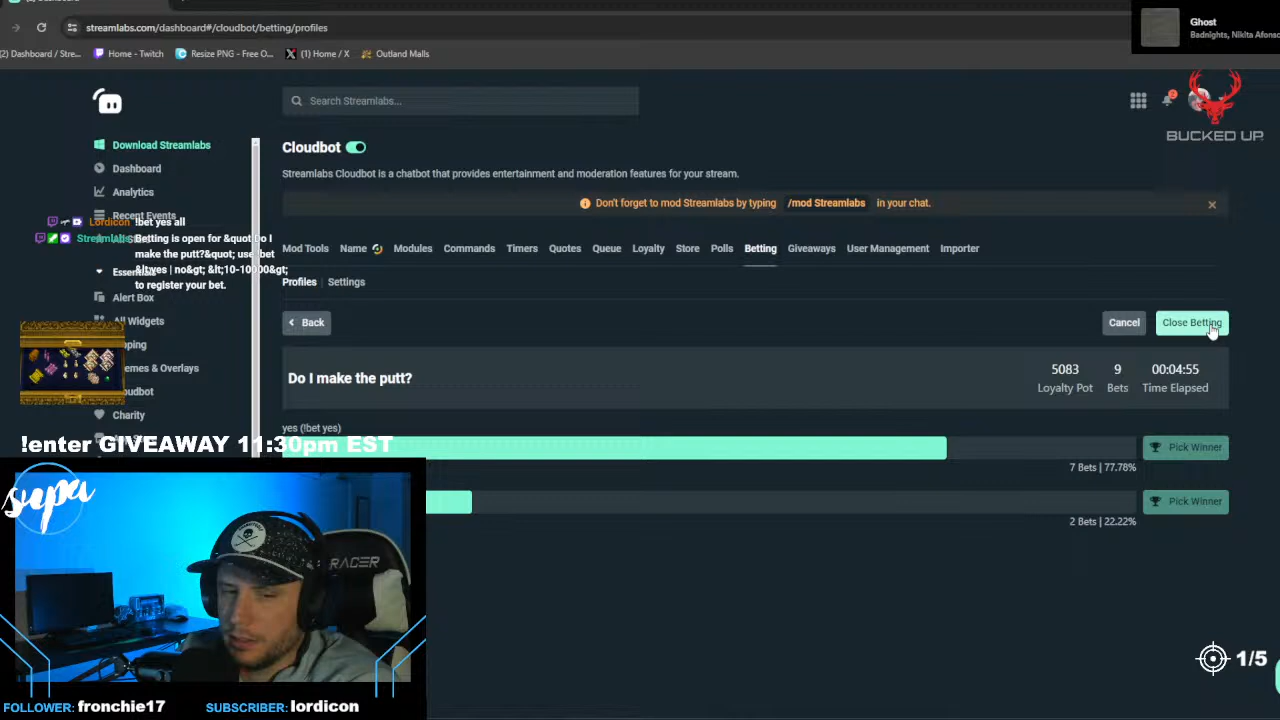 streamlabs.com/dashboard#/cloudbot/betting/profiles
Ghost
Badnights, Nikita Afonso
(2) Dashboard / Stre...
Home - Twitch
Resize PNG - Free O...
(1) Home / X
Outland Malls
Search Streamlabs...
2
BUCKED UP
Download Streamlabs
Dashboard
Analytics
Recent Events
Essentials
Alert Box
All Widgets
Cloudbot
Charity
Cloudbot
Streamlabs Cloudbot is a chatbot that provides entertainment and moderation features for your stream.
Don't forget to mod Streamlabs by typing /mod Streamlabs in your chat.
Lordicon !bet yes all
Streamlabs Betting is open for &quot;Do I
make the putt?&quot; use !bet
&lt;yes | no&gt; &lt;10-10000&gt;
to register your bet.
Mod Tools
Name
Modules
Commands
Timers
Quotes
Queue
Loyalty
Store
Polls
Betting
Giveaways
User Management
Importer
Profiles | Settings
Back
Cancel
Close Betting
Do I make the putt?
5083
Loyalty Pot
9
Bets
00:04:55
Time Elapsed
yes (!bet yes)
Pick Winner
7 Bets | 77.78%
Pick Winner
2 Bets | 22.22%
!enter GIVEAWAY 11:30pm EST
supa
RACER
1/5
FOLLOWER: fronchie17
SUBSCRIBER: lordicon